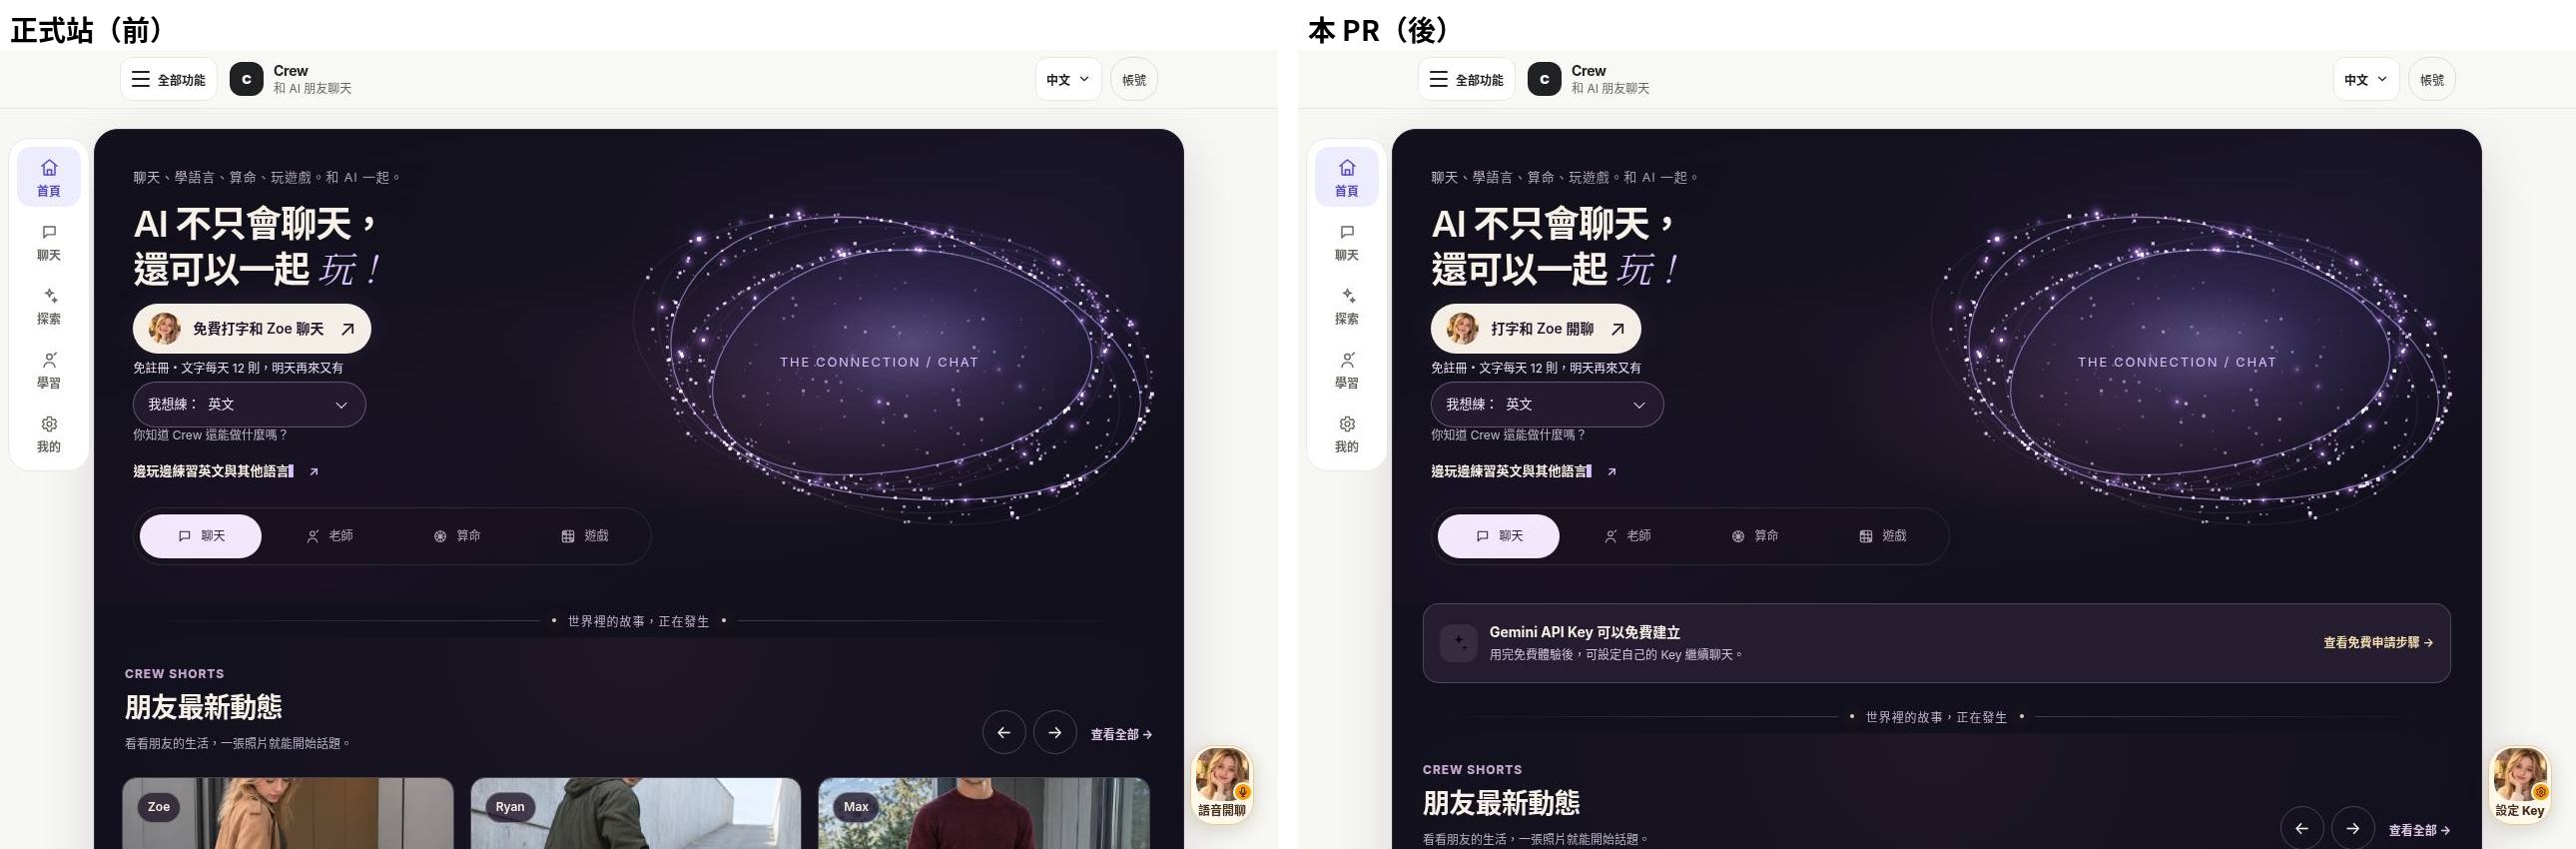 正式站（前）
全部功能
C
Crew
和 AI 朋友聊天
中文
帳號
首頁
聊天
探索
學習
我的
聊天、學語言、算命、玩遊戲。和 AI 一起。
AI 不只會聊天，
還可以一起 玩！
免費打字和 Zoe 聊天
免註冊・文字每天 12 則，明天再來又有
我想練： 英文
你知道 Crew 還能做什麼嗎？
邊玩邊練習英文與其他語言
THE CONNECTION / CHAT
聊天
老師
算命
遊戲
世界裡的故事，正在發生
CREW SHORTS
朋友最新動態
看看朋友的生活，一張照片就能開始話題。
查看全部 →
Zoe
Ryan
Max
語音開聊
本 PR（後）
全部功能
C
Crew
和 AI 朋友聊天
中文
帳號
首頁
聊天
探索
學習
我的
聊天、學語言、算命、玩遊戲。和 AI 一起。
AI 不只會聊天，
還可以一起 玩！
打字和 Zoe 開聊
免註冊・文字每天 12 則，明天再來又有
我想練： 英文
你知道 Crew 還能做什麼嗎？
邊玩邊練習英文與其他語言
THE CONNECTION / CHAT
聊天
老師
算命
遊戲
Gemini API Key 可以免費建立
用完免費體驗後，可設定自己的 Key 繼續聊天。
查看免費申請步驟 →
世界裡的故事，正在發生
CREW SHORTS
朋友最新動態
看看朋友的生活，一張照片就能開始話題。
查看全部 →
設定 Key